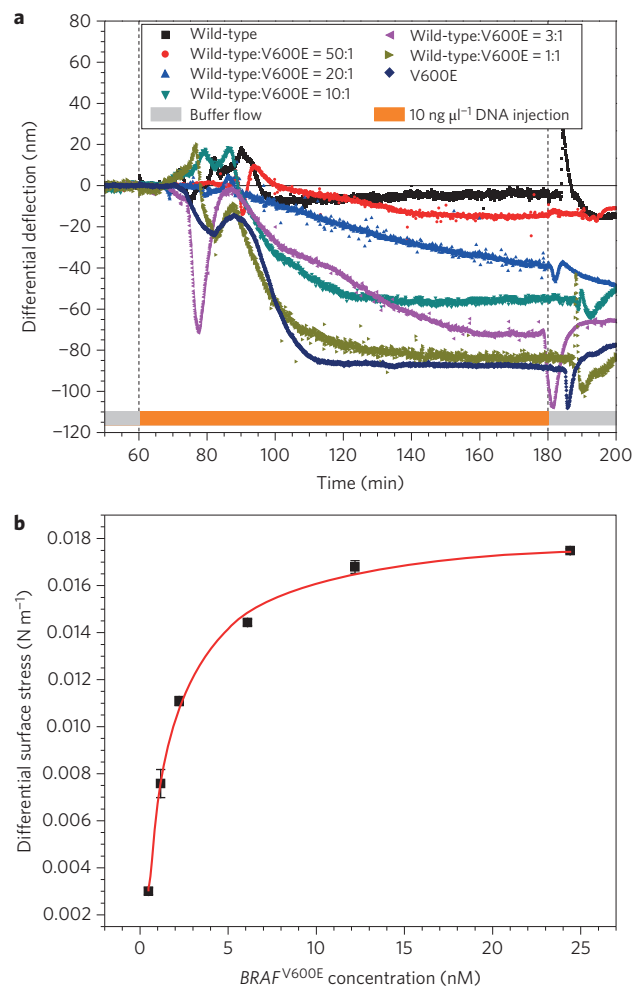 a
Wild-type
Wild-type:V600E = 50:1
Wild-type:V600E = 20:1
Wild-type:V600E = 10:1
Wild-type:V600E = 3:1
Wild-type:V600E = 1:1
V600E
Buffer flow
10 ng µl⁻¹ DNA injection
Differential deflection (nm)
80
60
40
20
0
−20
−40
−60
−80
−100
−120
60
80
100
120
140
160
180
200
Time (min)
b
Differential surface stress (N m⁻¹)
0.018
0.016
0.014
0.012
0.010
0.008
0.006
0.004
0.002
0
5
10
15
20
25
BRAFV600E concentration (nM)